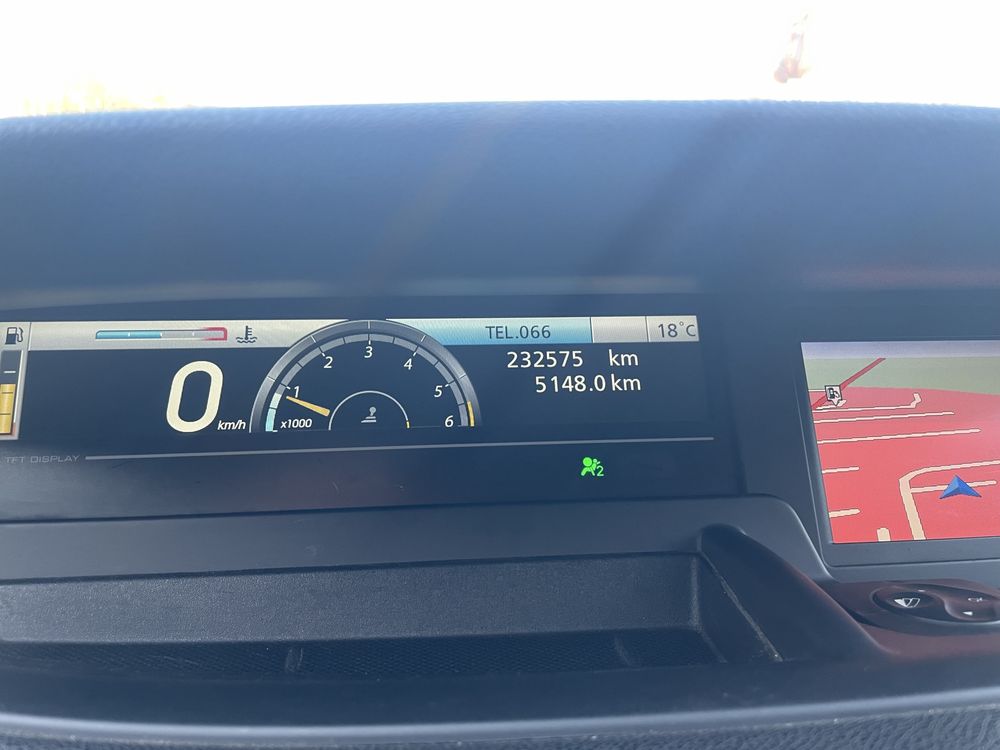 TEL.066
18°C
232575 km
5148.0 km
0 km/h
1 2 3 4 5 6
x1000
TFT DISPLAY
2